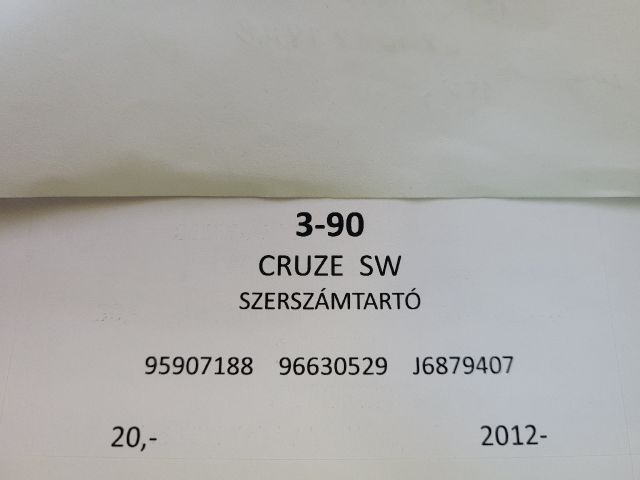 3-90
CRUZE SW
SZERSZÁMTARTÓ
95907188 96630529 J6879407
20,- 2012-